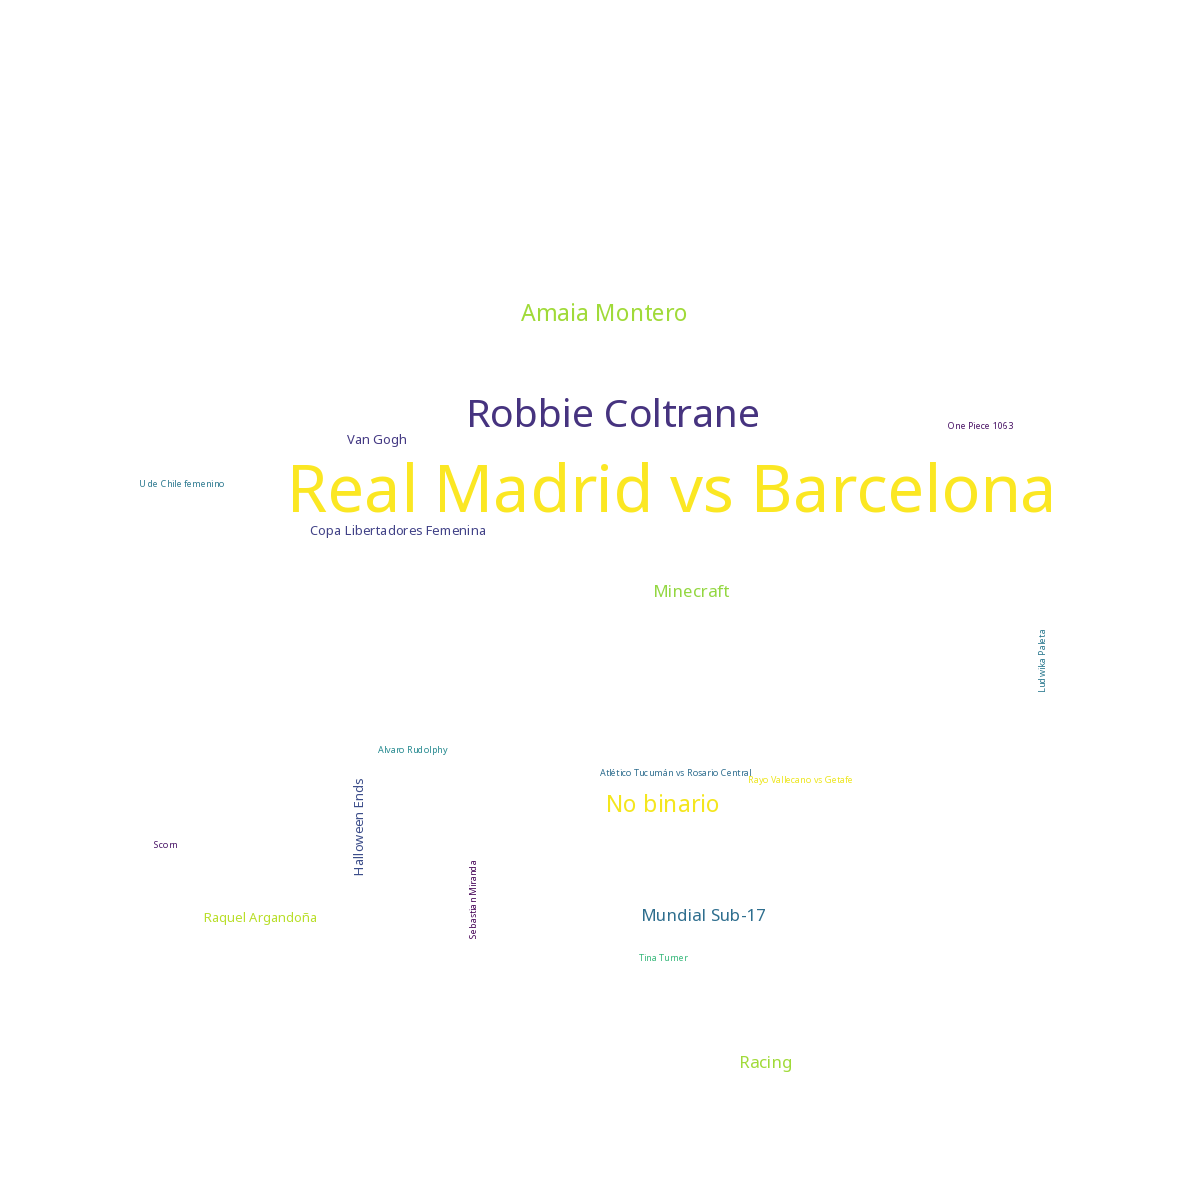 Amaia Montero
Robbie Coltrane
One Piece 1063
Van Gogh
U de Chile femenino
Real Madrid vs Barcelona
Copa Libertadores Femenina
Minecraft
Ludwika Paleta
Alvaro Rudolphy
Atlético Tucumán vs Rosario Central
Rayo Vallecano vs Getafe
No binario
Halloween Ends
Scorn
Sebastian Miranda
Raquel Argandoña
Mundial Sub-17
Tina Turner
Racing